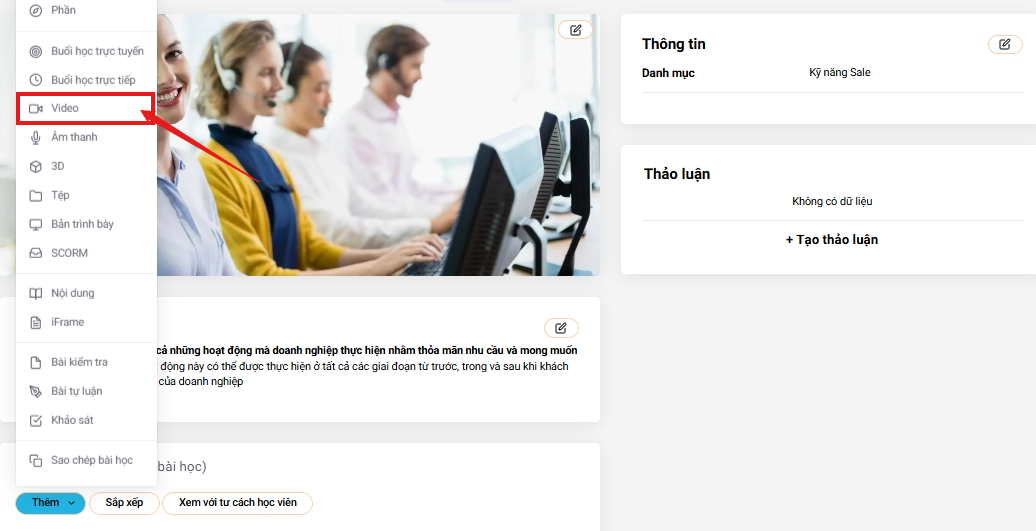 Phần
Buổi học trực tuyến
Buổi học trực tiếp
Video
Âm thanh
3D
Tệp
Bản trình bày
SCORM
Nội dung
iFrame
Bài kiểm tra
Bài tự luận
Khảo sát
Sao chép bài học
cả những hoạt động mà doanh nghiệp thực hiện nhằm thỏa mãn nhu cầu và mong muốn
động này có thể được thực hiện ở tất cả các giai đoạn từ trước, trong và sau khi khách
của doanh nghiệp
bài học)
Thêm
Sắp xếp
Xem với tư cách học viên
Thông tin
Danh mục
Kỹ năng Sale
Thảo luận
Không có dữ liệu
+ Tạo thảo luận